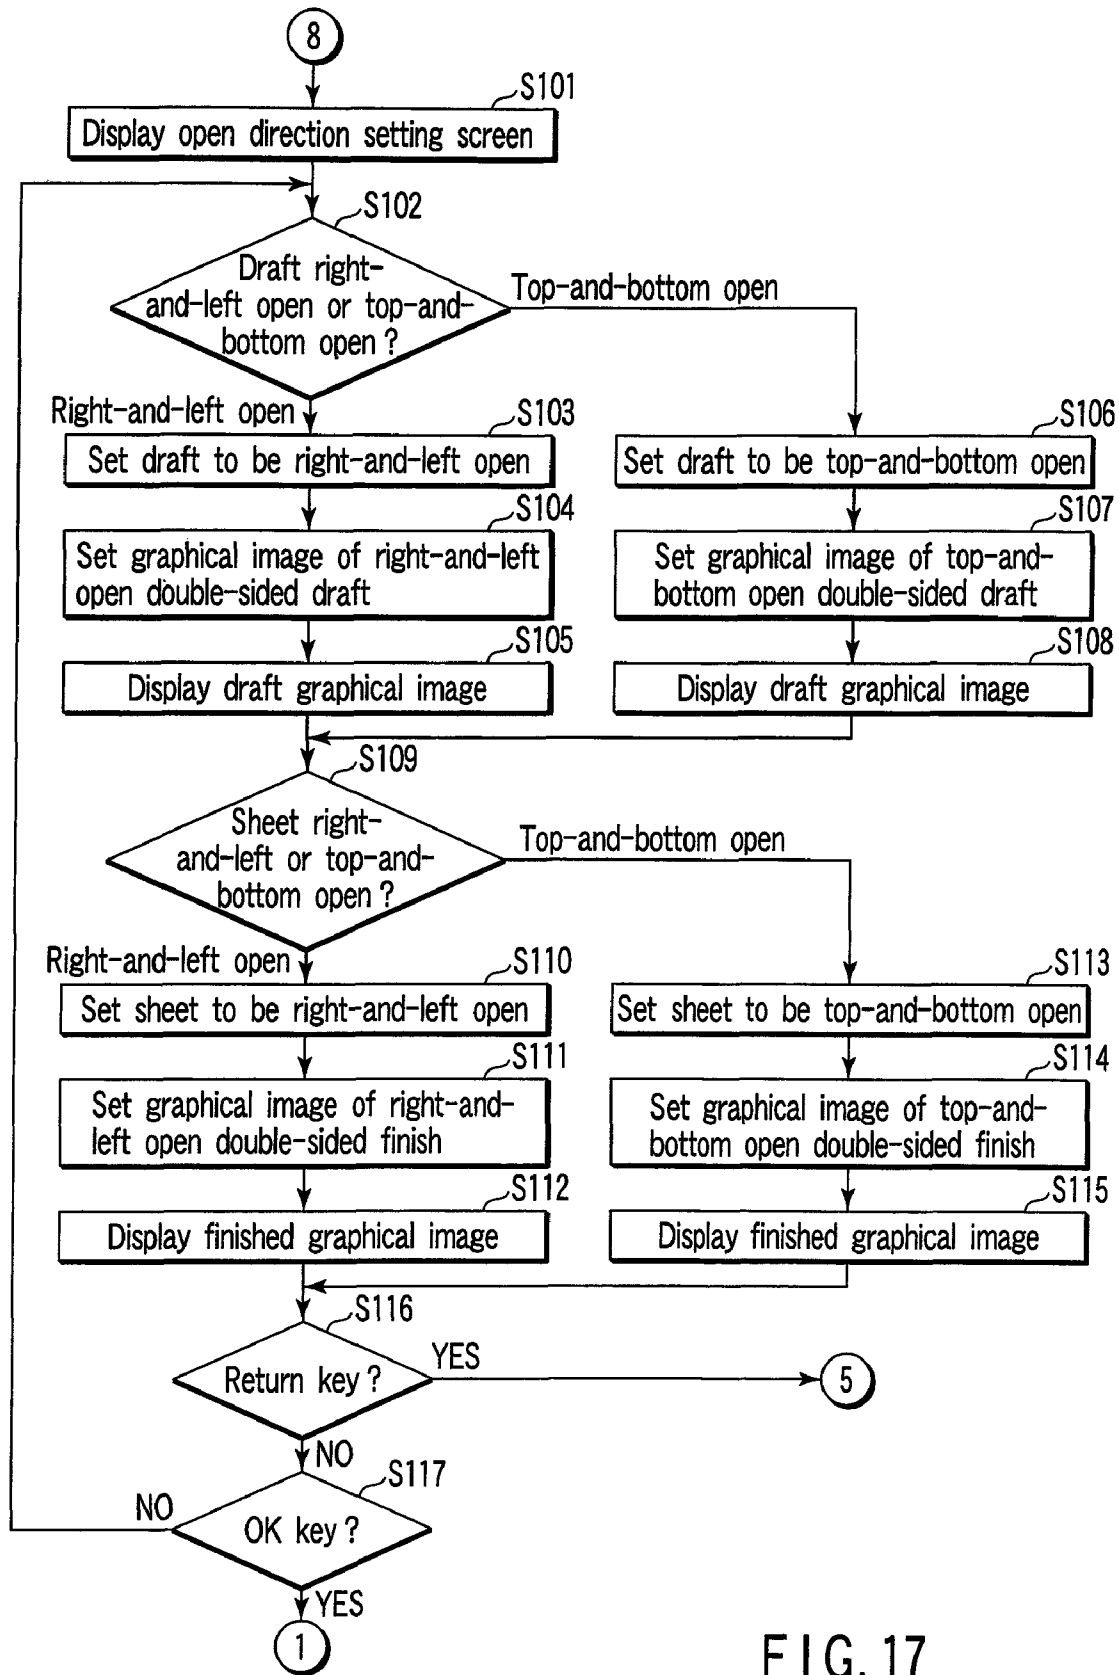 8
S101
Display open direction setting screen
S102
Draft right-
and-left open or top-and-
bottom open?
Top-and-bottom open
Right-and-left open
S103
Set draft to be right-and-left open
S106
Set draft to be top-and-bottom open
S104
Set graphical image of right-and-left
open double-sided draft
S107
Set graphical image of top-and-
bottom open double-sided draft
S105
Display draft graphical image
S108
Display draft graphical image
S109
Sheet right-
and-left or top-and-
bottom open?
Top-and-bottom open
Right-and-left open
S110
Set sheet to be right-and-left open
S113
Set sheet to be top-and-bottom open
S111
Set graphical image of right-and-
left open double-sided finish
S114
Set graphical image of top-and-
bottom open double-sided finish
S112
Display finished graphical image
S115
Display finished graphical image
S116
Return key?
YES
5
NO
S117
OK key?
NO
YES
1
FIG. 17